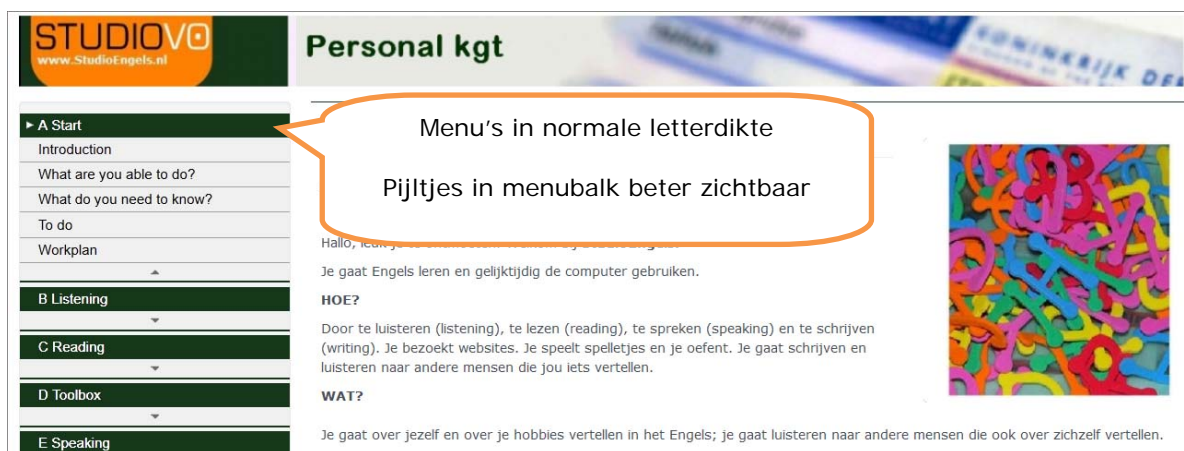 STUDIOVO
www.StudioEngels.nl
Personal kgt
KONINKRIJK DER
A Start
Introduction
What are you able to do?
What do you need to know?
To do
Workplan
B Listening
C Reading
D Toolbox
E Speaking
Menu's in normale letterdikte
Pijltjes in menubalk beter zichtbaar
Hallo,
Je gaat Engels leren en gelijktijdig de computer gebruiken.
HOE?
Door te luisteren (listening), te lezen (reading), te spreken (speaking) en te schrijven
(writing). Je bezoekt websites. Je speelt spelletjes en je oefent. Je gaat schrijven en
luisteren naar andere mensen die jou iets vertellen.
WAT?
Je gaat over jezelf en over je hobbies vertellen in het Engels; je gaat luisteren naar andere mensen die ook over zichzelf vertellen.